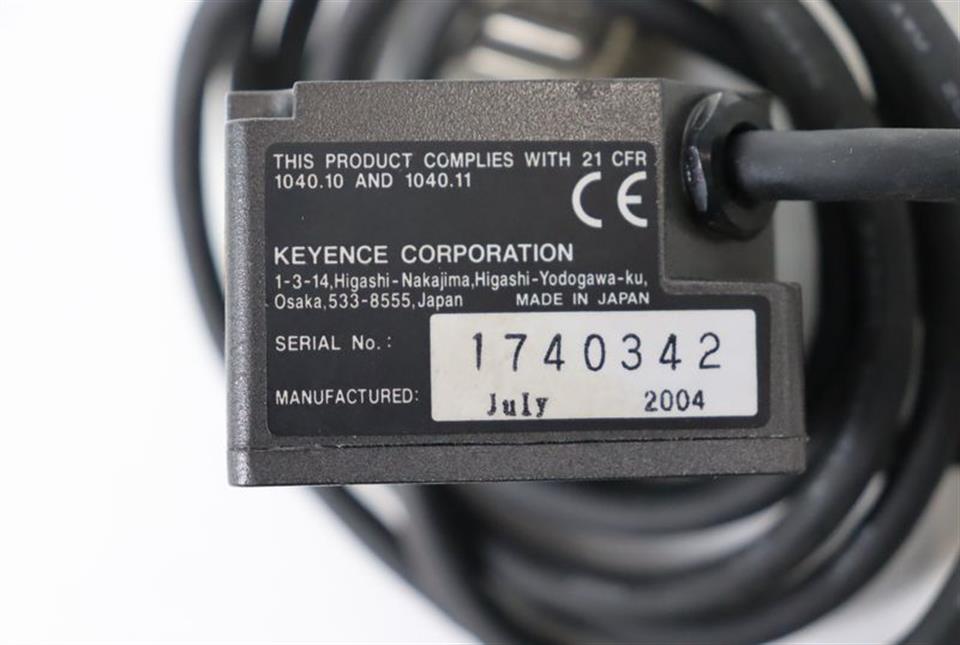 THIS PRODUCT COMPLIES WITH 21 CFR
1040.10 AND 1040.11
CE
KEYENCE CORPORATION
1-3-14,Higashi-Nakajima,Higashi-Yodogawa-ku,
Osaka,533-8555,Japan MADE IN JAPAN
SERIAL No.: 1740342
MANUFACTURED: July 2004